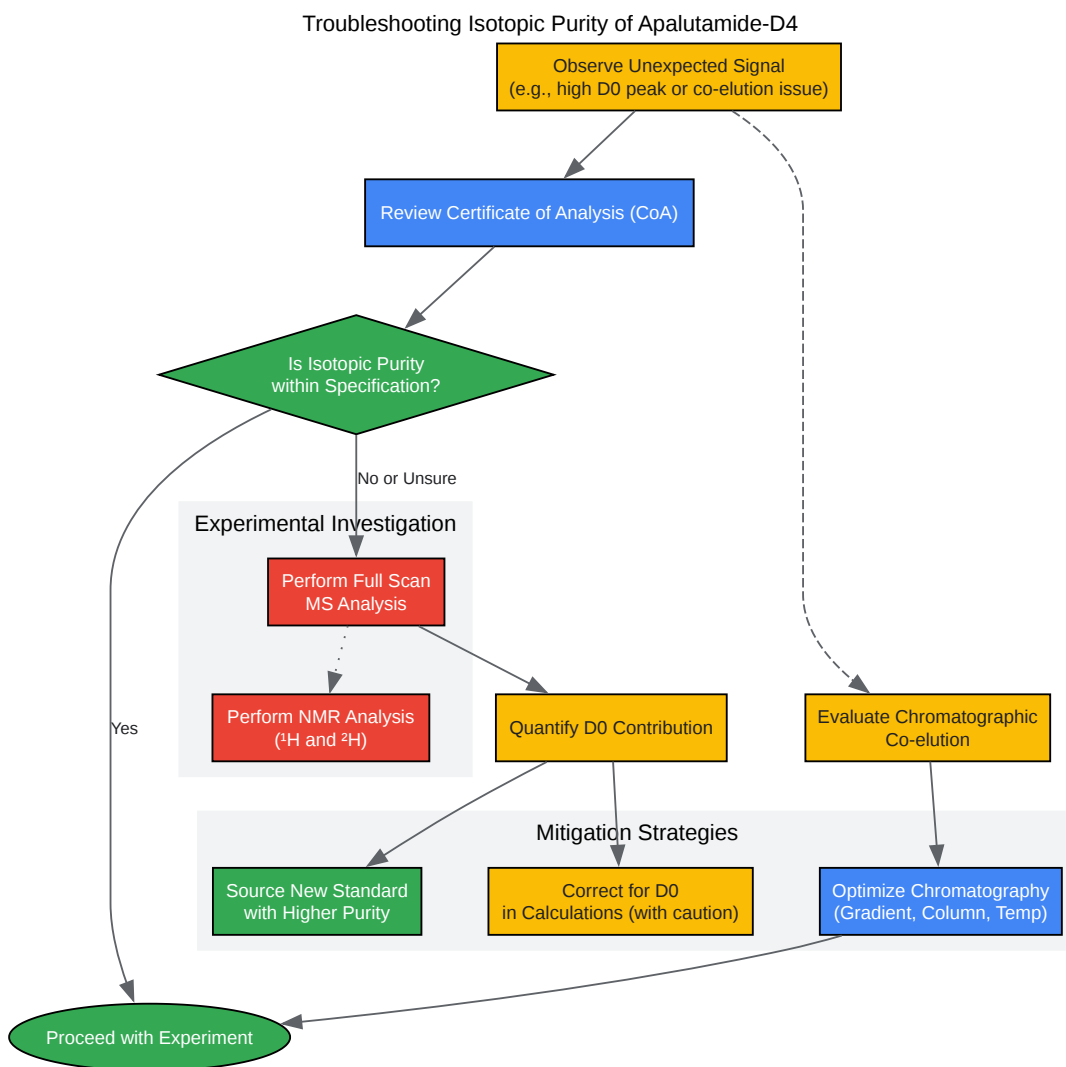 Troubleshooting Isotopic Purity of Apalutamide-D4
Observe Unexpected Signal
(e.g., high D0 peak or co-elution issue)
Review Certificate of Analysis (CoA)
Is Isotopic Purity
within Specification?
No or Unsure
Experimental Investigation
Perform Full Scan
MS Analysis
Perform NMR Analysis
(¹H and ²H)
Quantify D0 Contribution
Evaluate Chromatographic
Co-elution
Yes
Mitigation Strategies
Source New Standard
with Higher Purity
Correct for D0
in Calculations (with caution)
Optimize Chromatography
(Gradient, Column, Temp)
Proceed with Experiment